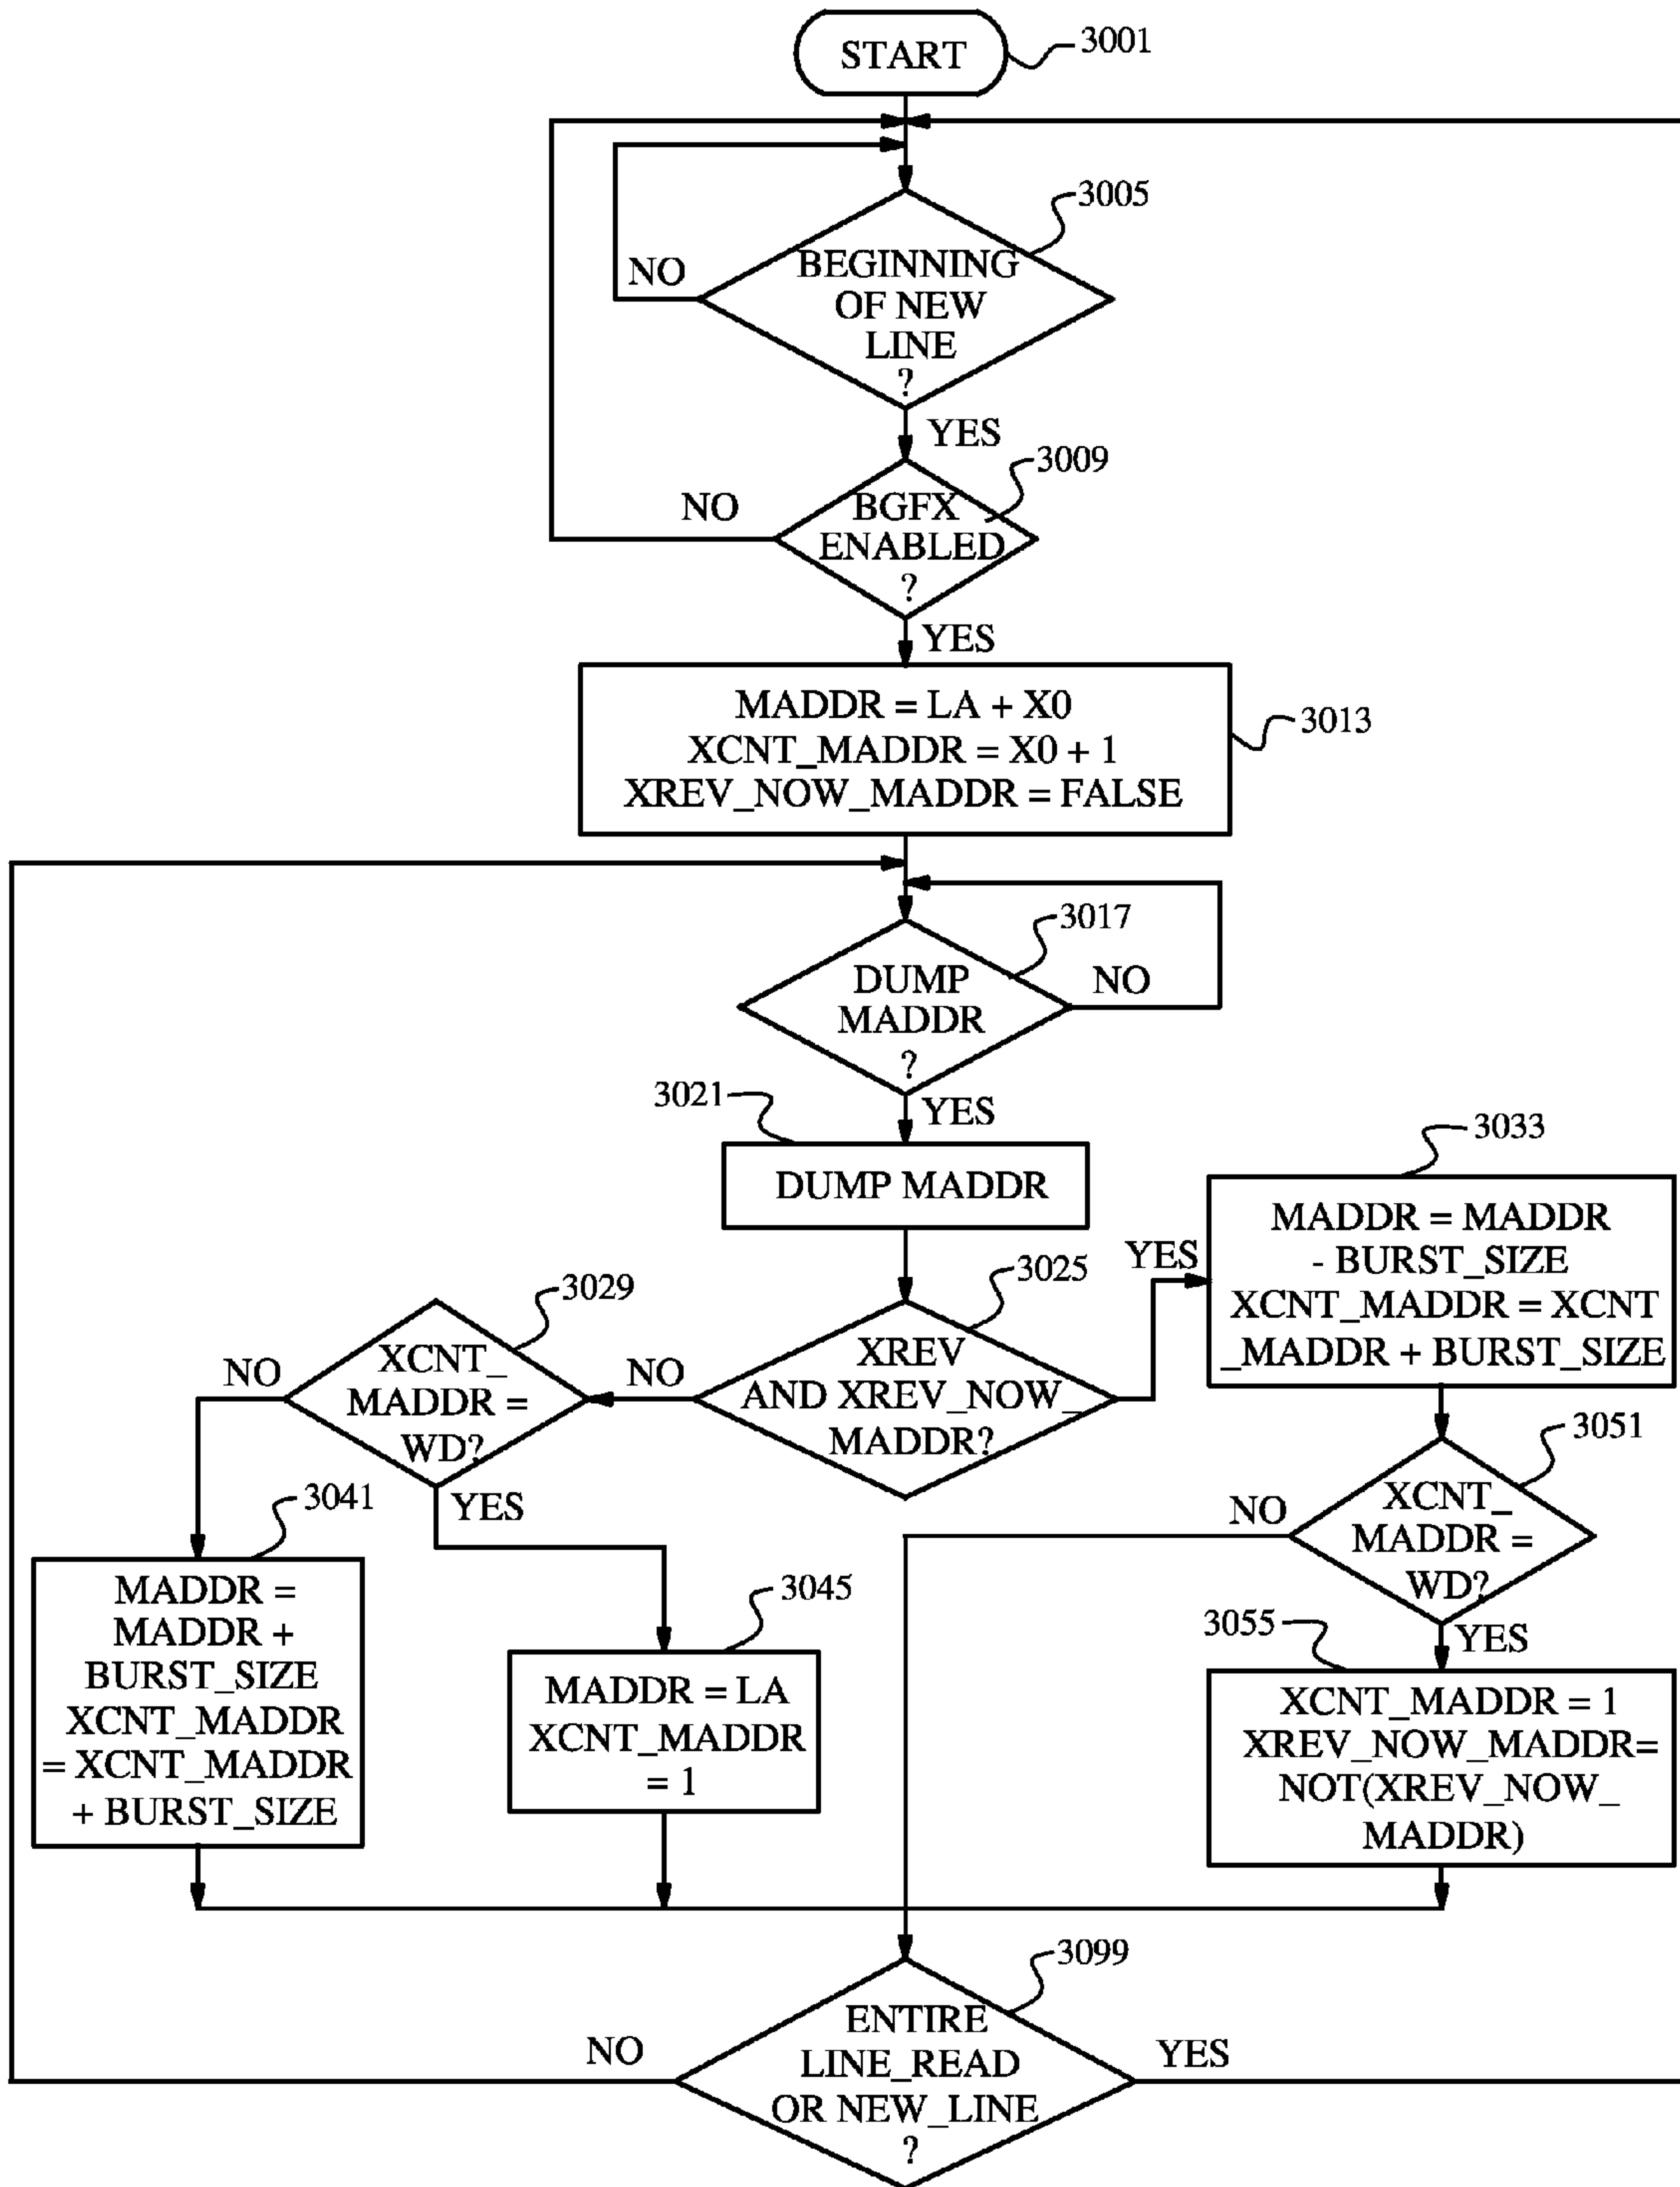 START
3001
3005
BEGINNING
OF NEW
LINE
?
NO
YES
3009
BGFX
ENABLED
?
NO
YES
MADDR = LA + X0
XCNT_MADDR = X0 + 1
XREV_NOW_MADDR = FALSE
3013
3017
DUMP
MADDR
?
NO
YES
3021
DUMP MADDR
3025
XREV
AND XREV_NOW_
MADDR?
NO
YES
3033
MADDR = MADDR
- BURST_SIZE
XCNT_MADDR = XCNT
_MADDR + BURST_SIZE
3029
XCNT_
MADDR =
WD?
NO
YES
3041
MADDR =
MADDR +
BURST_SIZE
XCNT_MADDR
= XCNT_MADDR
+ BURST_SIZE
3045
MADDR = LA
XCNT_MADDR
= 1
3051
XCNT_
MADDR =
WD?
NO
YES
3055
XCNT_MADDR = 1
XREV_NOW_MADDR=
NOT(XREV_NOW_
MADDR)
3099
ENTIRE
LINE_READ
OR NEW_LINE
?
NO
YES